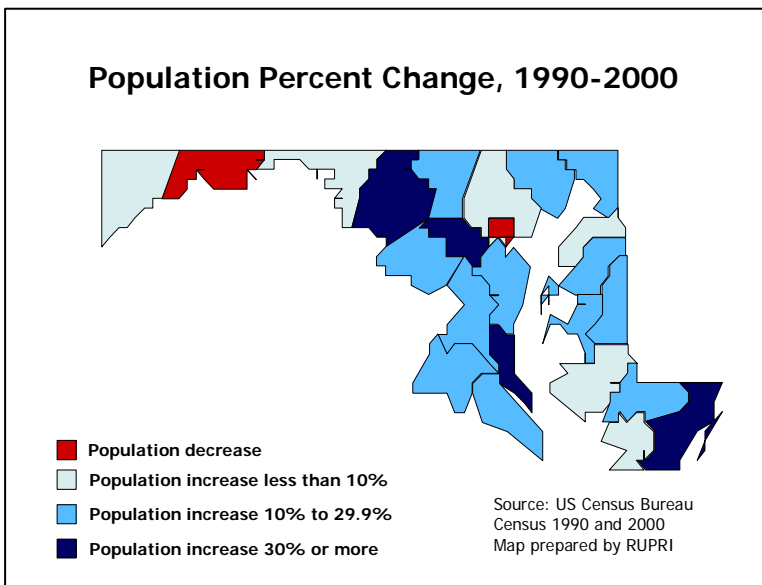 Population Percent Change, 1990-2000
Population decrease
Population increase less than 10%
Population increase 10% to 29.9%
Population increase 30% or more
Source: US Census Bureau
Census 1990 and 2000
Map prepared by RUPRI